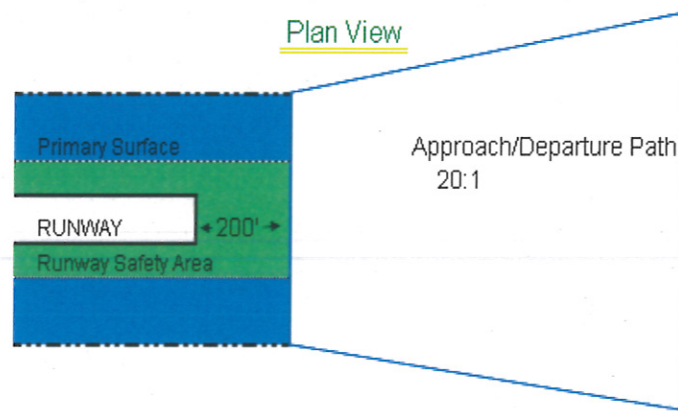 Plan View
Primary Surface
Approach/Departure Path
20:1
RUNWAY
200'
Runway Safety Area